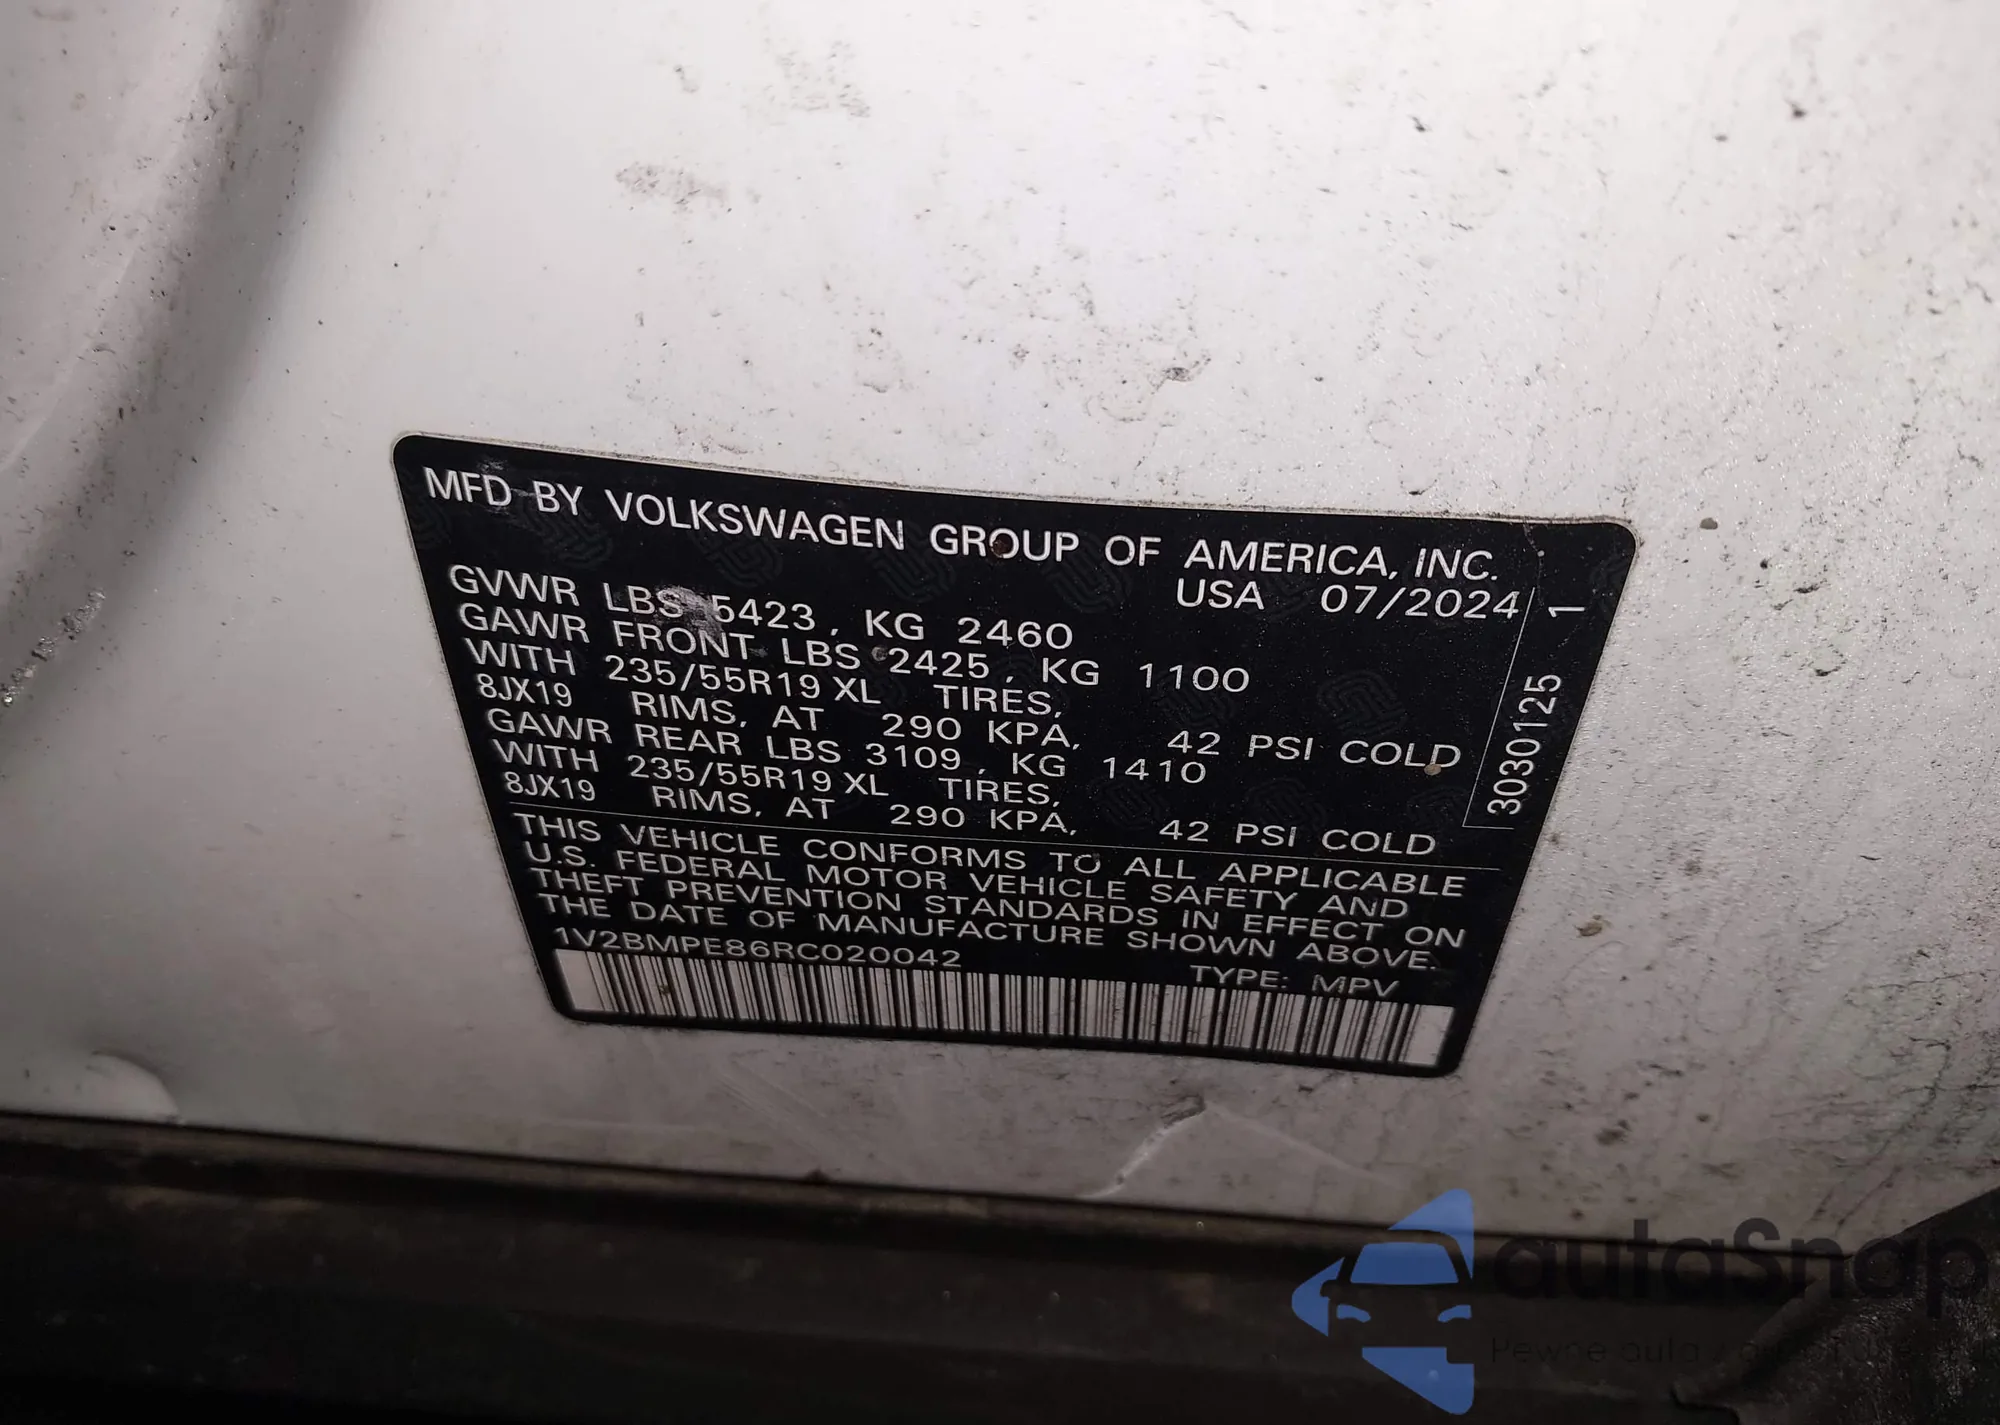 MFD BY VOLKSWAGEN GROUP OF AMERICA, INC.
USA 07/2024
GVWR LBS 5423, KG 2460
GAWR FRONT LBS 2425, KG 1100
WITH 235/55R19 XL TIRES,
8JX19 RIMS, AT 290 KPA, 42 PSI COLD
GAWR REAR LBS 3109, KG 1410
WITH 235/55R19 XL TIRES,
8JX19 RIMS, AT 290 KPA, 42 PSI COLD
3030125 1
THIS VEHICLE CONFORMS TO ALL APPLICABLE
U.S. FEDERAL MOTOR VEHICLE SAFETY AND
THEFT PREVENTION STANDARDS IN EFFECT ON
THE DATE OF MANUFACTURE SHOWN ABOVE.
1V2BMPE86RC020042
TYPE: MPV
autaSnap
Pewne auta